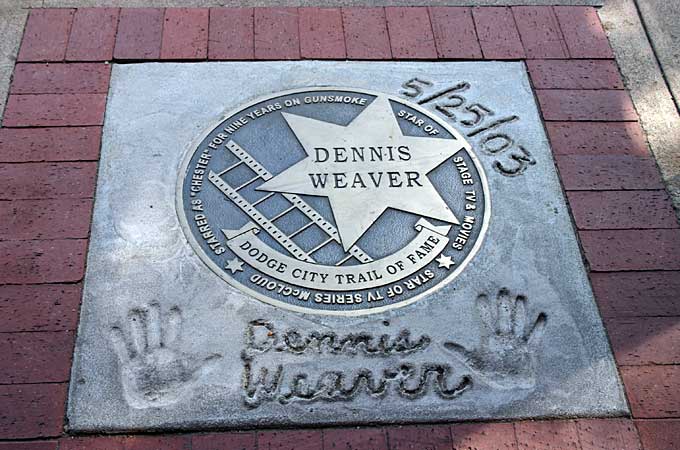 5/25/03
STARRED AS "CHESTER" FOR NINE YEARS ON GUNSMOKE
STAR OF STAGE TV & MOVIES
DENNIS
WEAVER
DODGE CITY TRAIL OF FAME
STAR OF TV SERIES McCLOUD
Dennis
Weaver